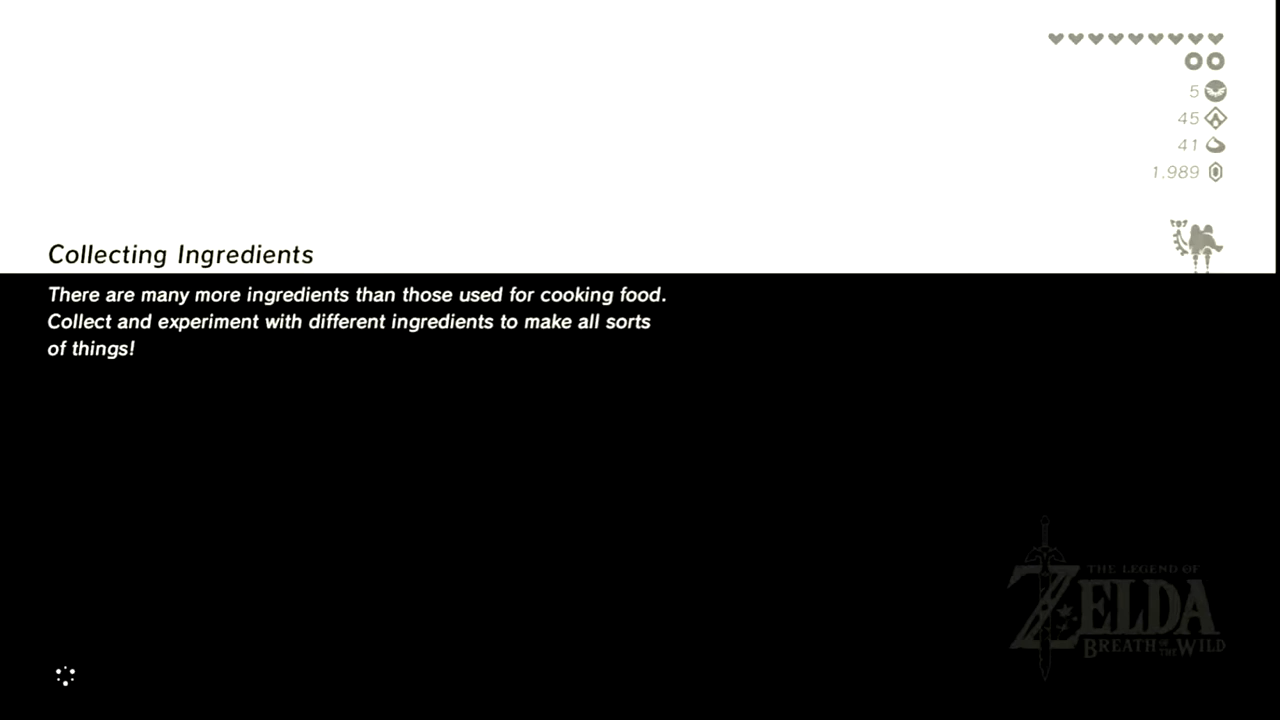 5
45
41
1,989
Collecting Ingredients
There are many more ingredients than those used for cooking food.
Collect and experiment with different ingredients to make all sorts
of things!
THE LEGEND OF
ZELDA
BREATH OF THE WILD